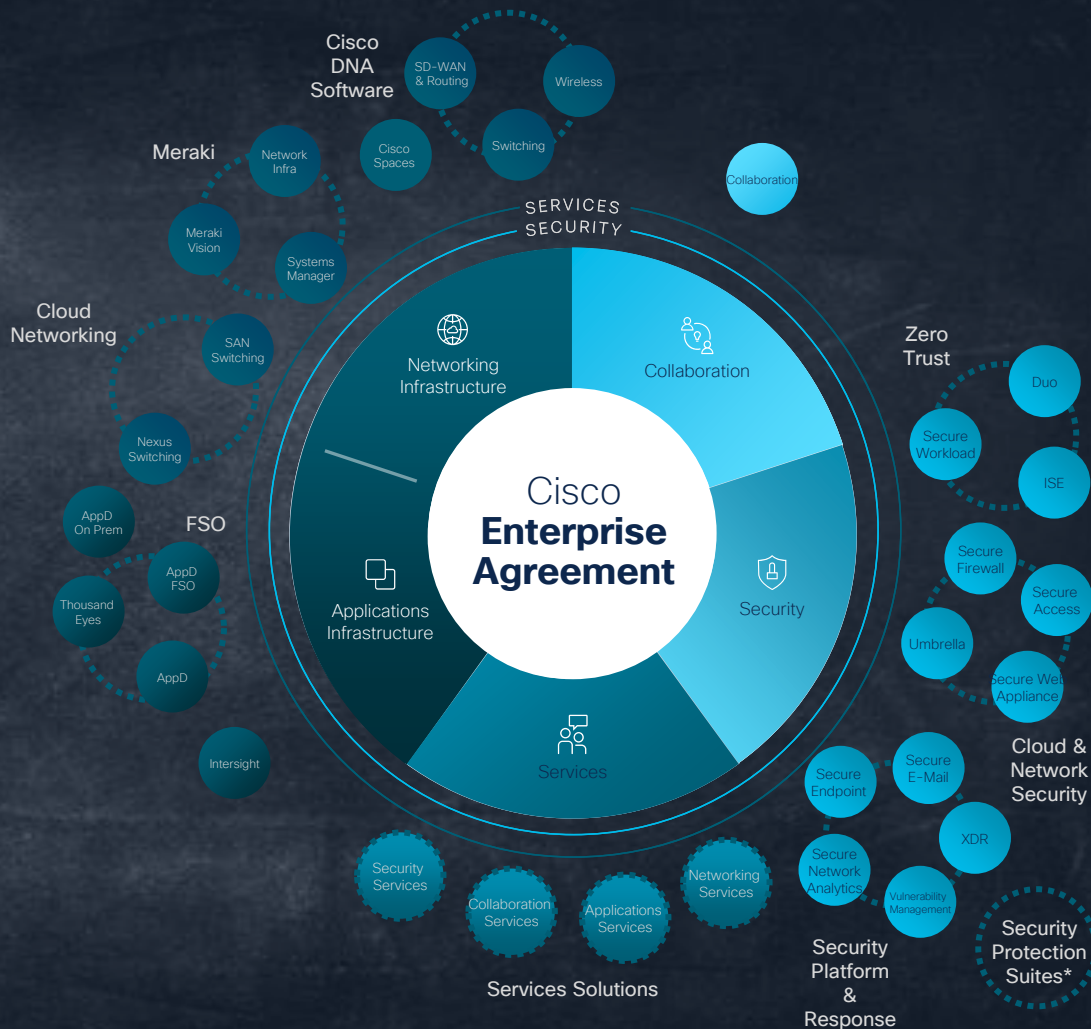 Cisco
DNA
Software
SD-WAN
& Routing
Wireless
Switching
Cisco
Spaces
Meraki
Network
Infra
Meraki
Vision
Systems
Manager
Collaboration
SERVICES
SECURITY
Cloud
Networking
SAN
Switching
Nexus
Switching
Networking
Infrastructure
Collaboration
Zero
Trust
Duo
Secure
Workload
ISE
Cisco
Enterprise
Agreement
FSO
AppD
On Prem
AppD
FSO
Thousand
Eyes
AppD
Intersight
Applications
Infrastructure
Security
Services
Secure
Firewall
Secure
Access
Umbrella
Secure Web
Appliance
Cloud &
Network
Security
Secure
Endpoint
Secure
E-Mail
XDR
Secure
Network
Analytics
Vulnerability
Management
Security
Platform
&
Response
Security
Protection
Suites*
Security
Services
Collaboration
Services
Applications
Services
Networking
Services
Services Solutions